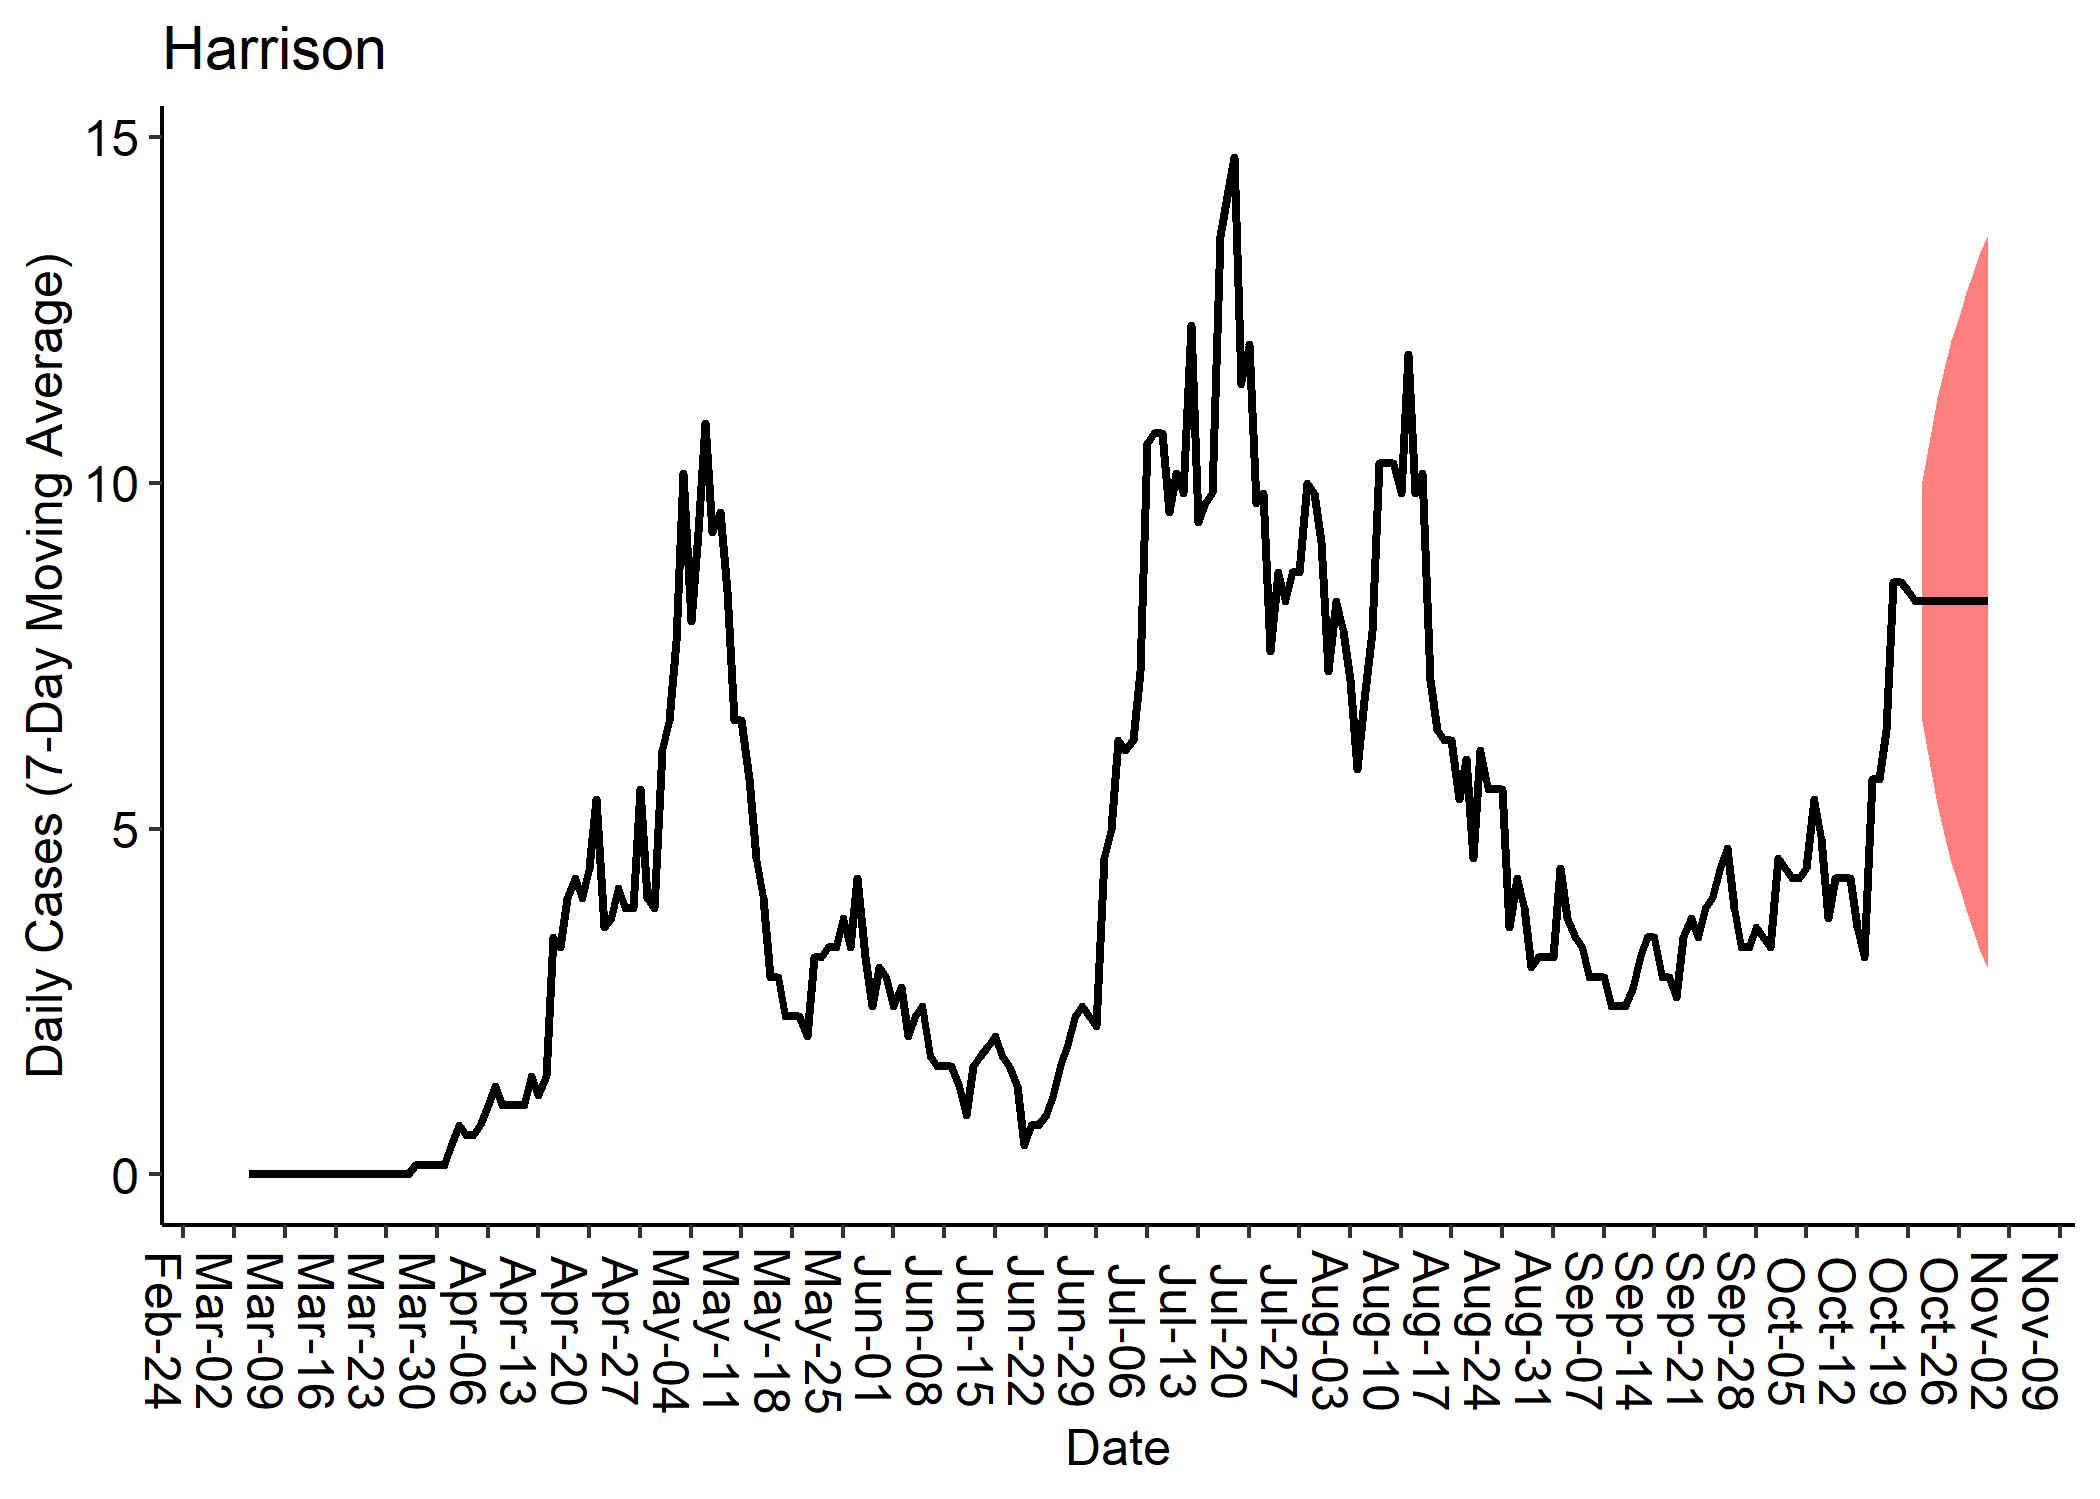 Harrison
Daily Cases (7-Day Moving Average)
15
10
5
0
Feb-24
Mar-02
Mar-09
Mar-16
Mar-23
Mar-30
Apr-06
Apr-13
Apr-20
Apr-27
May-04
May-11
May-18
May-25
Jun-01
Jun-08
Jun-15
Jun-22
Jun-29
Jul-06
Jul-13
Jul-20
Jul-27
Aug-03
Aug-10
Aug-17
Aug-24
Aug-31
Sep-07
Sep-14
Sep-21
Sep-28
Oct-05
Oct-12
Oct-19
Oct-26
Nov-02
Nov-09
Date